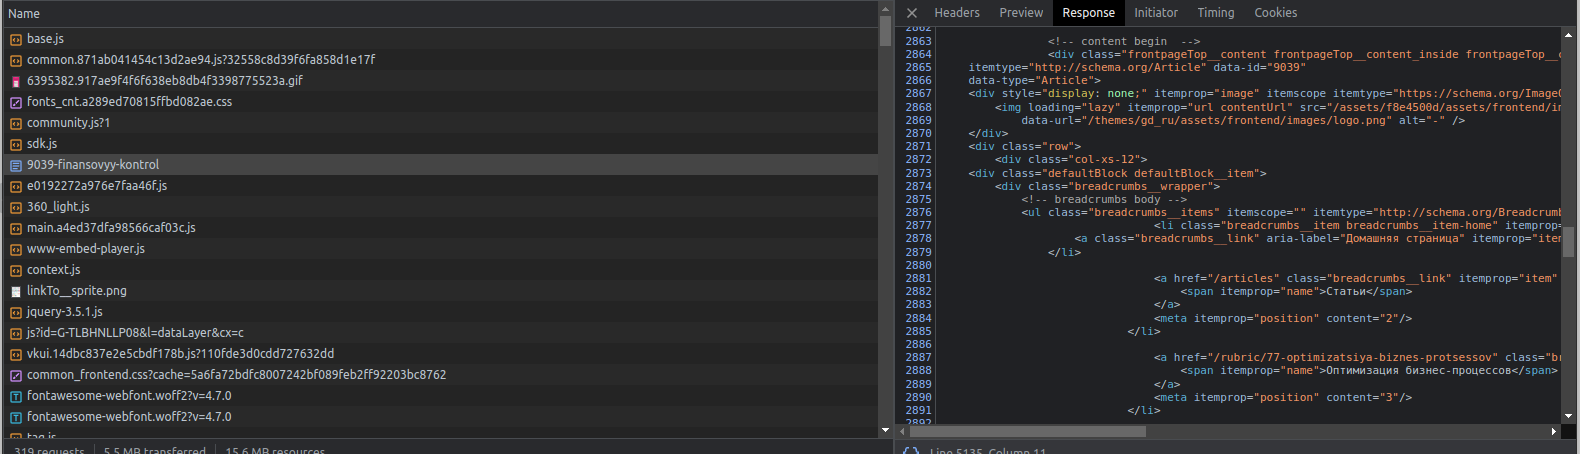 Name
base.js
common.871ab041454c13d2ae94.js?32558c8d39f6fa858d1e17f
6395382.917ae9f4f6f638eb8db4f3398775523a.gif
fonts_cnt.a289ed70815ffbd082ae.css
community.js?1
sdk.js
9039-finansovyy-kontrol
e0192272a976e7faa46f.js
360_light.js
main.a4ed37dfa98566caf03c.js
www-embed-player.js
context.js
linkTo__sprite.png
jquery-3.5.1.js
js?id=G-TLBHNLLP08&l=dataLayer&cx=c
vkui.14dbc837e2e5cbdf178b.js?110fde3d0cdd727632dd
common_frontend.css?cache=5a6fa72bdfc8007242bf089feb2ff92203bc8762
fontawesome-webfont.woff2?v=4.7.0
fontawesome-webfont.woff2?v=4.7.0
tag.js
319 requests 5.5 MB transferred 15.6 MB resources
Headers Preview Response Initiator Timing Cookies
2862
2863 <!-- content begin -->
2864 <div class="frontpageTop__content frontpageTop__content_inside frontpageTop__c
2865 itemtype="http://schema.org/Article" data-id="9039"
2866 data-type="Article">
2867 <div style="display: none;" itemprop="image" itemscope itemtype="https://schema.org/ImageO
2868 <img loading="lazy" itemprop="url contentUrl" src="/assets/f8e4500d/assets/frontend/im
2869 data-url="/themes/gd_ru/assets/frontend/images/logo.png" alt="-" />
2870 </div>
2871 <div class="row">
2872 <div class="col-xs-12">
2873 <div class="defaultBlock defaultBlock__item">
2874 <div class="breadcrumbs__wrapper">
2875 <!-- breadcrumbs body -->
2876 <ul class="breadcrumbs__items" itemscope="" itemtype="http://schema.org/Breadcrumb
2877 <li class="breadcrumbs__item breadcrumbs__item-home" itemprop=
2878 <a class="breadcrumbs__link" aria-label="Домашняя страница" itemprop="item
2879 </li>
2880
2881 <a href="/articles" class="breadcrumbs__link" itemprop="item"
2882 <span itemprop="name">Статьи</span>
2883 </a>
2884 <meta itemprop="position" content="2"/>
2885 </li>
2886
2887 <a href="/rubric/77-optimizatsiya-biznes-protsessov" class="br
2888 <span itemprop="name">Оптимизация бизнес-процессов</span>
2889 </a>
2890 <meta itemprop="position" content="3"/>
2891 </li>
2892
{} Line 5135, Column 11